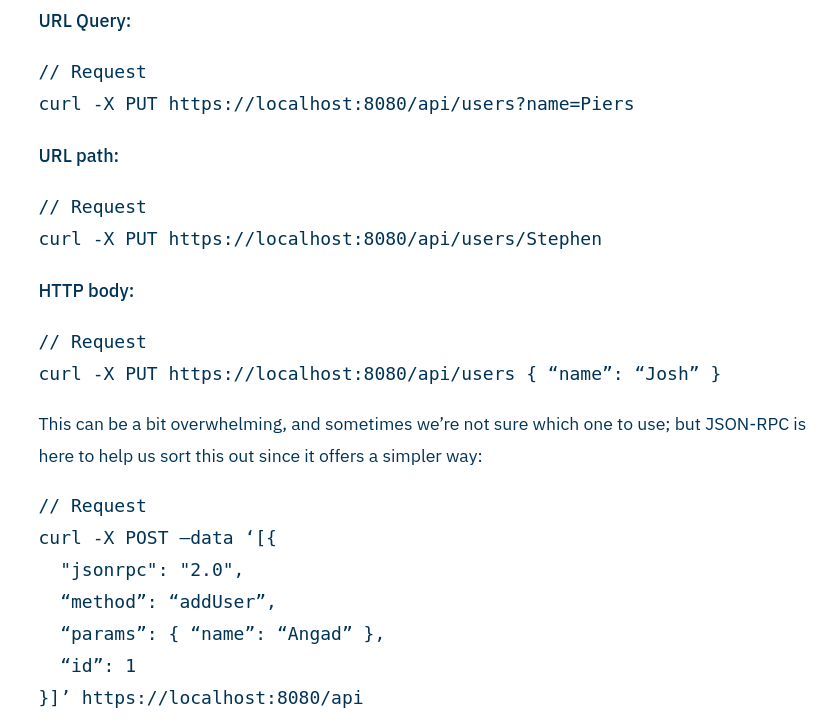 URL Query:
// Request
curl -X PUT https://localhost:8080/api/users?name=Piers
URL path:
// Request
curl -X PUT https://localhost:8080/api/users/Stephen
HTTP body:
// Request
curl -X PUT https://localhost:8080/api/users { “name”: “Josh” }
This can be a bit overwhelming, and sometimes we’re not sure which one to use; but JSON-RPC is
here to help us sort this out since it offers a simpler way:
// Request
curl -X POST —data ‘[{
  "jsonrpc": "2.0",
  “method”: “addUser”,
  “params”: { “name”: “Angad” },
  “id”: 1
}]’ https://localhost:8080/api